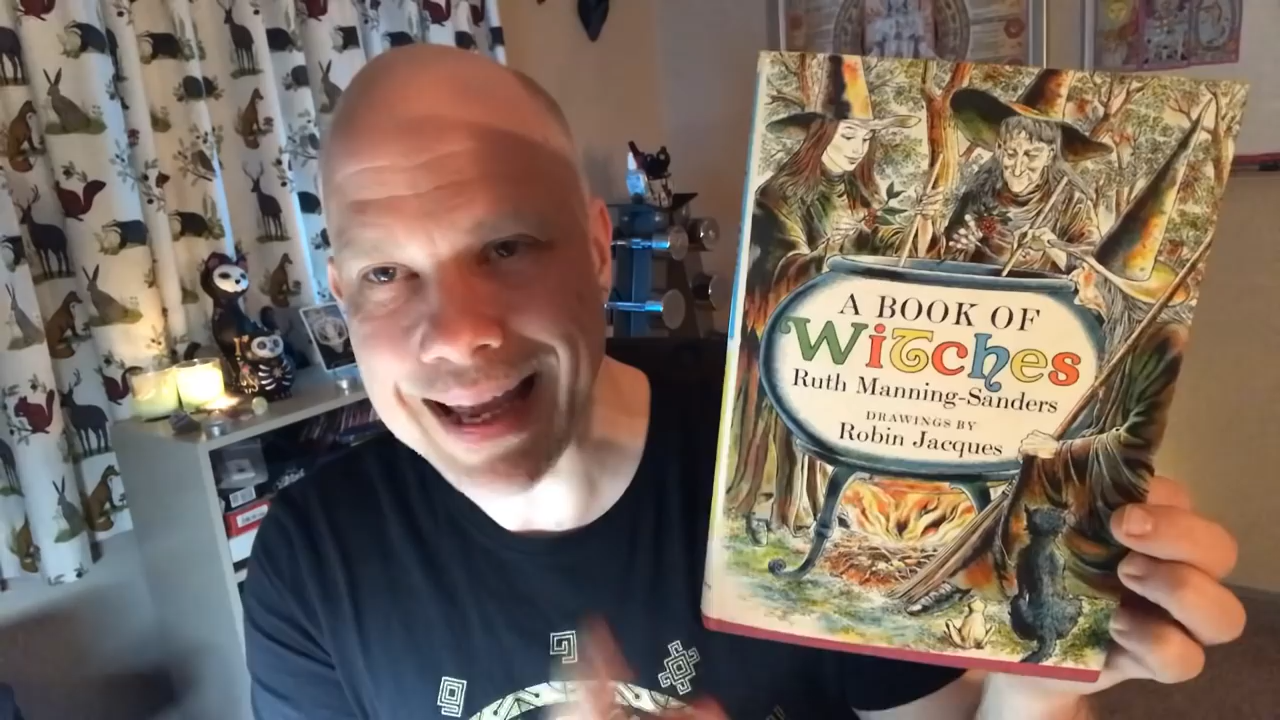 A BOOK OF
WiTches
Ruth Manning-Sanders
DRAWINGS BY
Robin Jacques